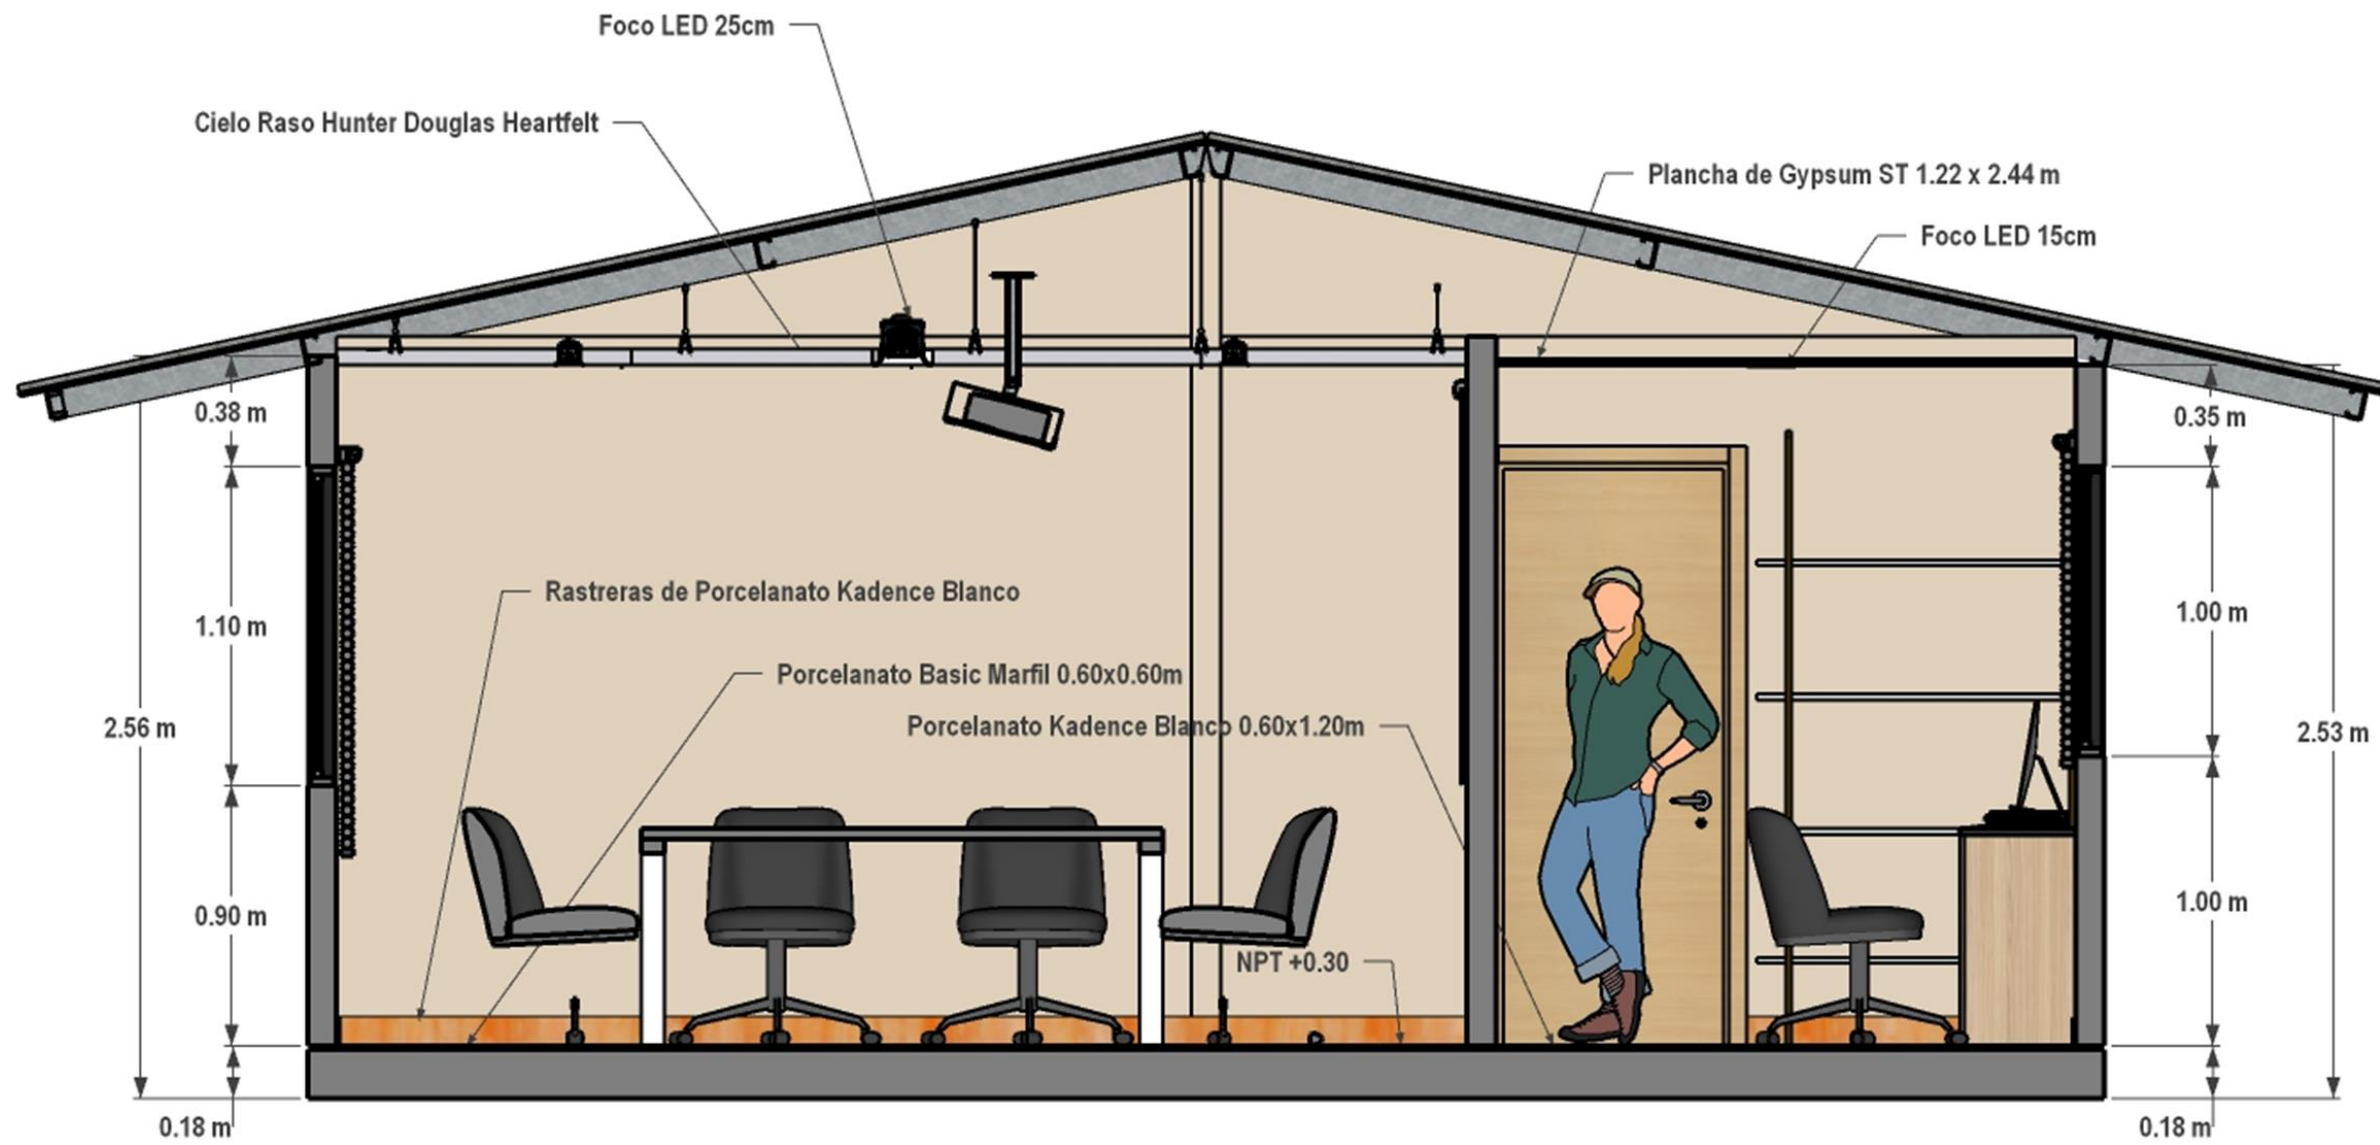 Foco LED 25cm
Cielo Raso Hunter Douglas Heartfelt
Plancha de Gypsum ST 1.22 x 2.44 m
Foco LED 15cm
0.38 m
0.35 m
Rastreras de Porcelanato Kadence Blanco
1.10 m
1.00 m
Porcelanato Basic Marfil 0.60x0.60m
Porcelanato Kadence Blanco 0.60x1.20m
2.56 m
2.53 m
0.90 m
1.00 m
NPT +0.30
0.18 m
0.18 m